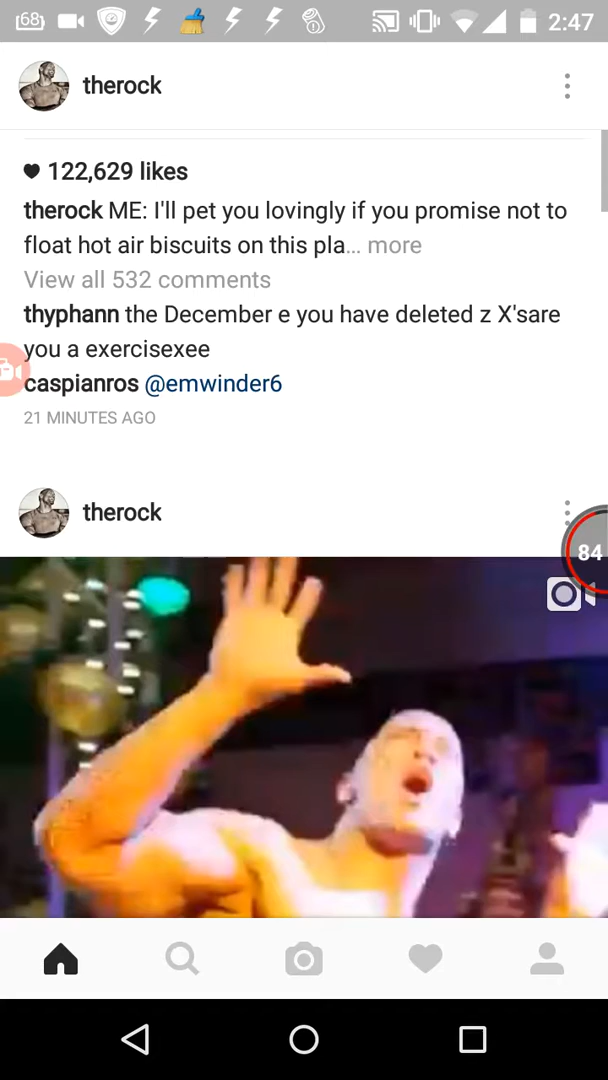 68 2:47
therock
122,629 likes
therock ME: I'll pet you lovingly if you promise not to
float hot air biscuits on this pla... more
View all 532 comments
thyphann the December e you have deleted z X'sare
you a exercisexee
caspianros @emwinder6
21 MINUTES AGO
therock
84